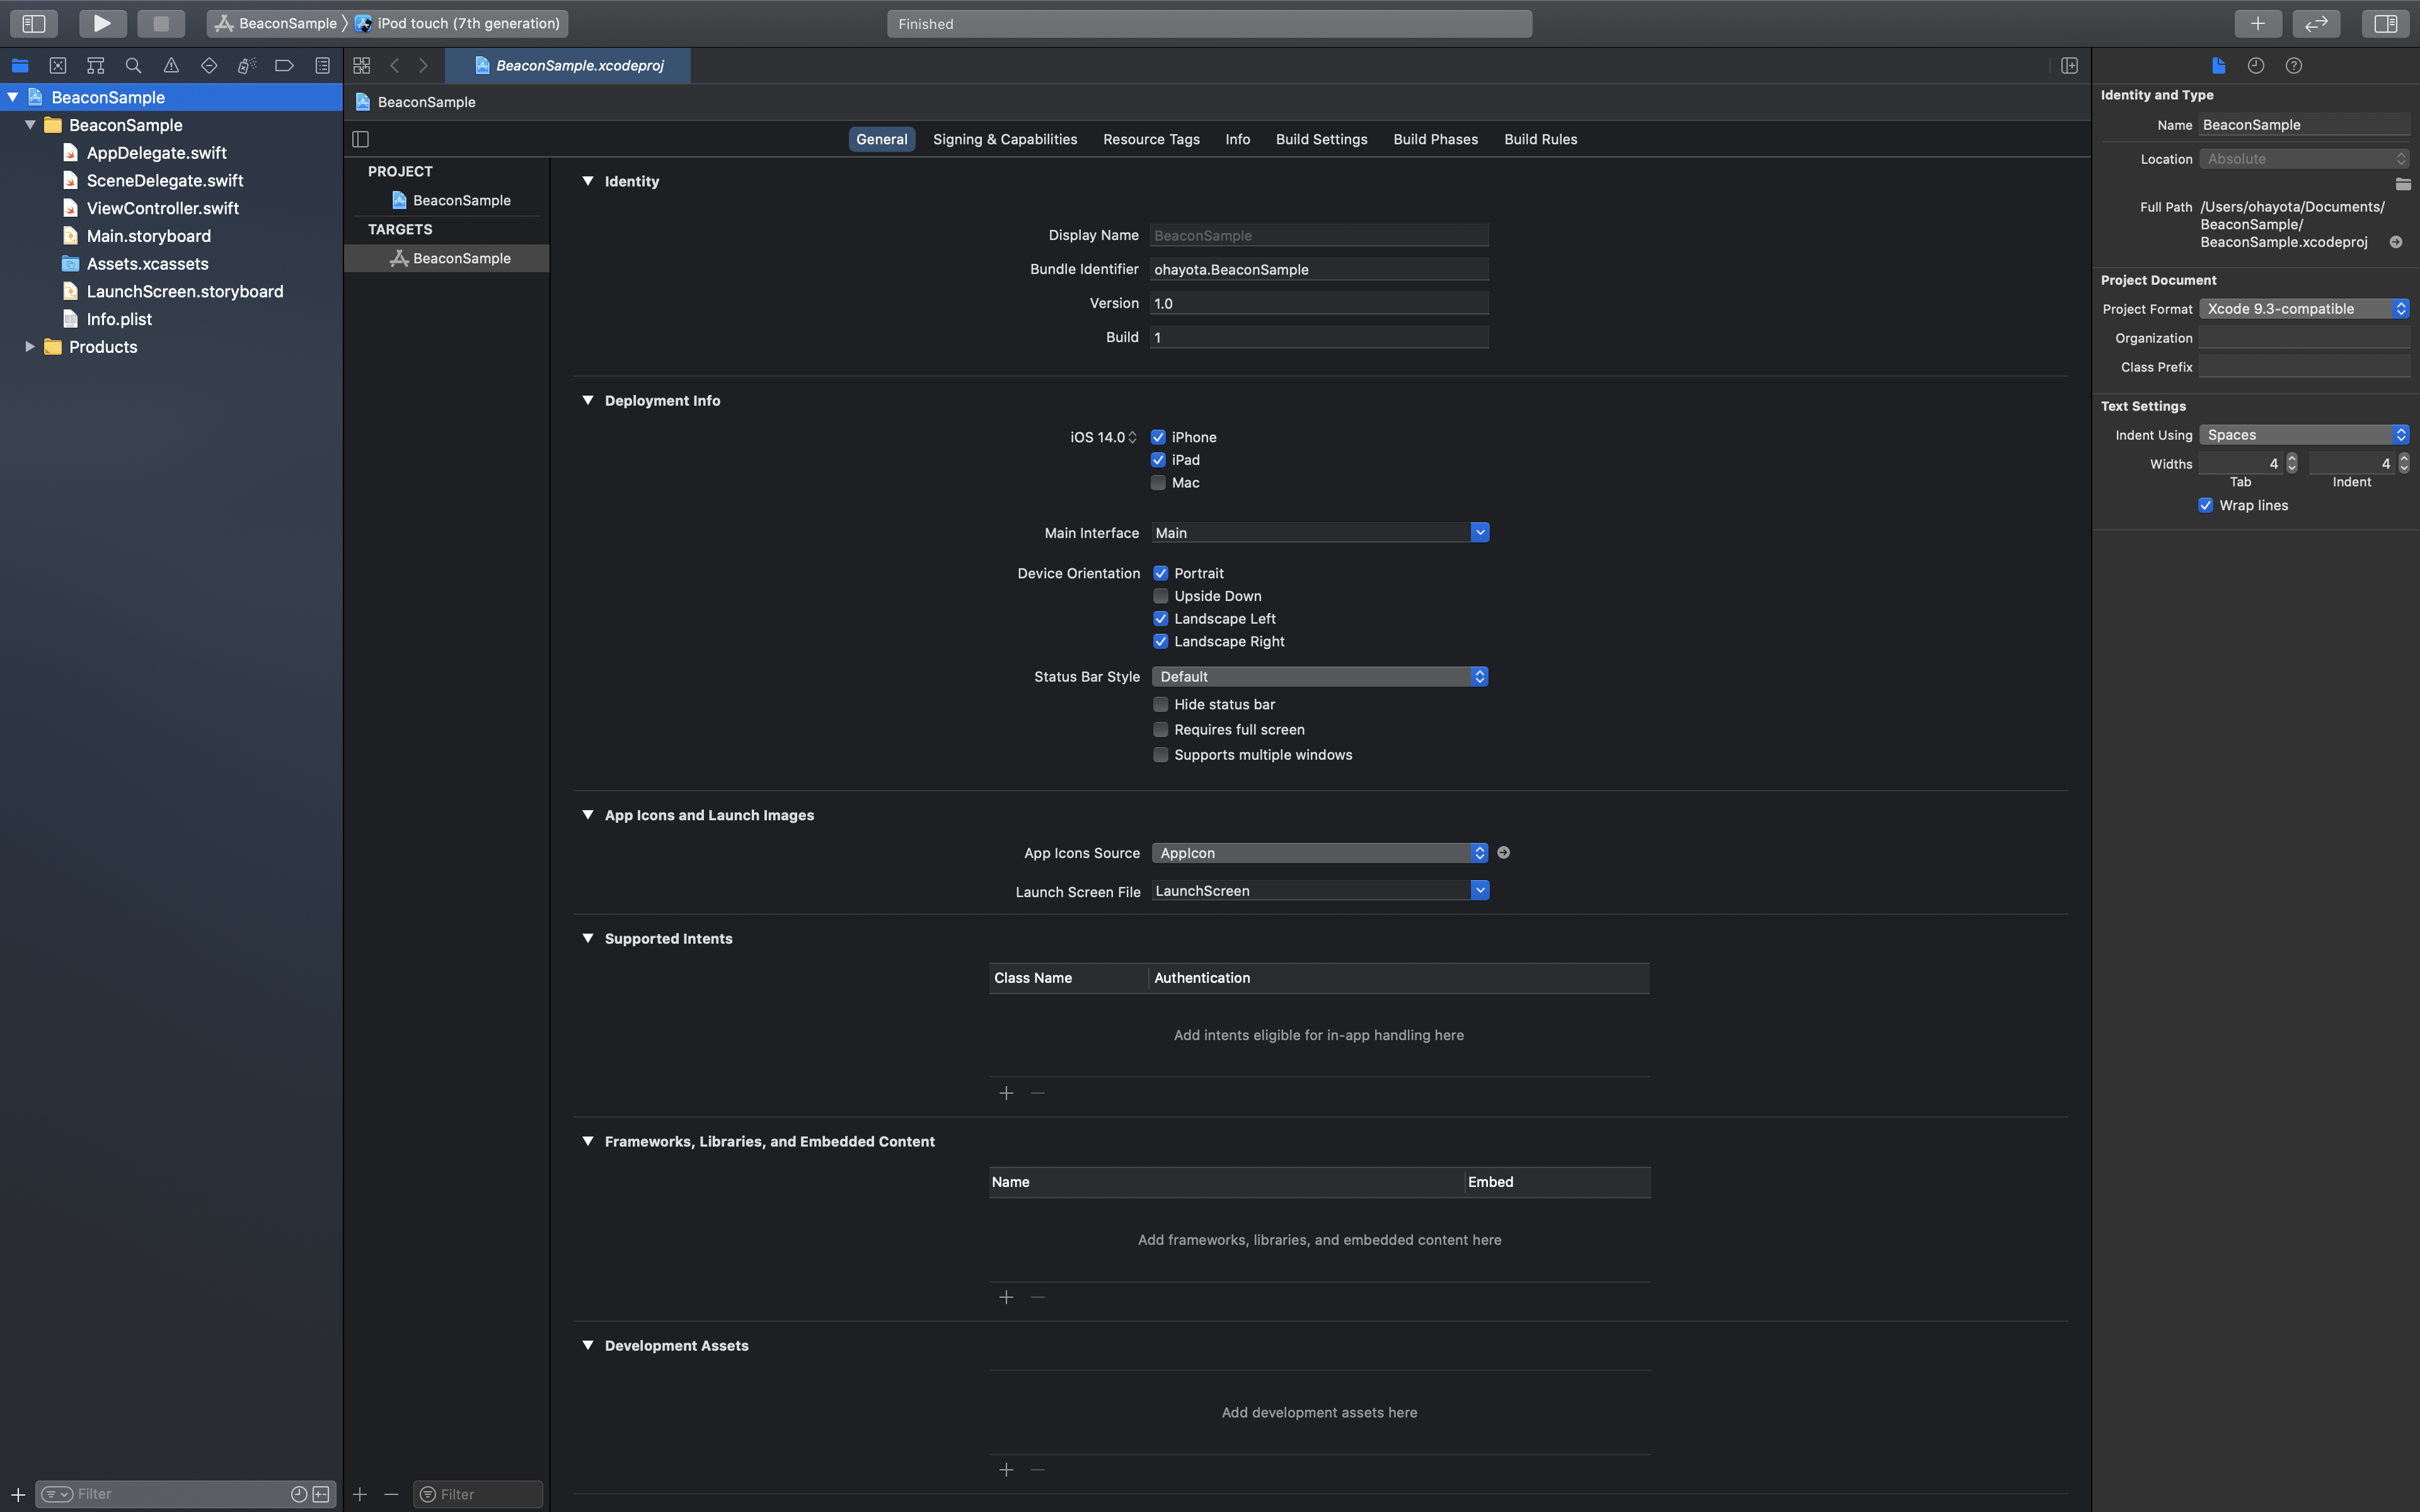 BeaconSample 〉 iPod touch (7th generation)
Finished
BeaconSample.xcodeproj
BeaconSample
BeaconSample
AppDelegate.swift
SceneDelegate.swift
ViewController.swift
Main.storyboard
Assets.xcassets
LaunchScreen.storyboard
Info.plist
Products
Filter
BeaconSample
General Signing & Capabilities Resource Tags Info Build Settings Build Phases Build Rules
PROJECT
BeaconSample
TARGETS
BeaconSample
Filter
Identity
Display Name BeaconSample
Bundle Identifier ohayota.BeaconSample
Version 1.0
Build 1
Deployment Info
iOS 14.0 iPhone
iPad
Mac
Main Interface Main
Device Orientation Portrait
Upside Down
Landscape Left
Landscape Right
Status Bar Style Default
Hide status bar
Requires full screen
Supports multiple windows
App Icons and Launch Images
App Icons Source AppIcon
Launch Screen File LaunchScreen
Supported Intents
Class Name Authentication
Add intents eligible for in-app handling here
Frameworks, Libraries, and Embedded Content
Name Embed
Add frameworks, libraries, and embedded content here
Development Assets
Add development assets here
Identity and Type
Name BeaconSample
Location Absolute
Full Path /Users/ohayota/Documents/
BeaconSample/
BeaconSample.xcodeproj
Project Document
Project Format Xcode 9.3-compatible
Organization
Class Prefix
Text Settings
Indent Using Spaces
Widths 4 4
Tab Indent
Wrap lines